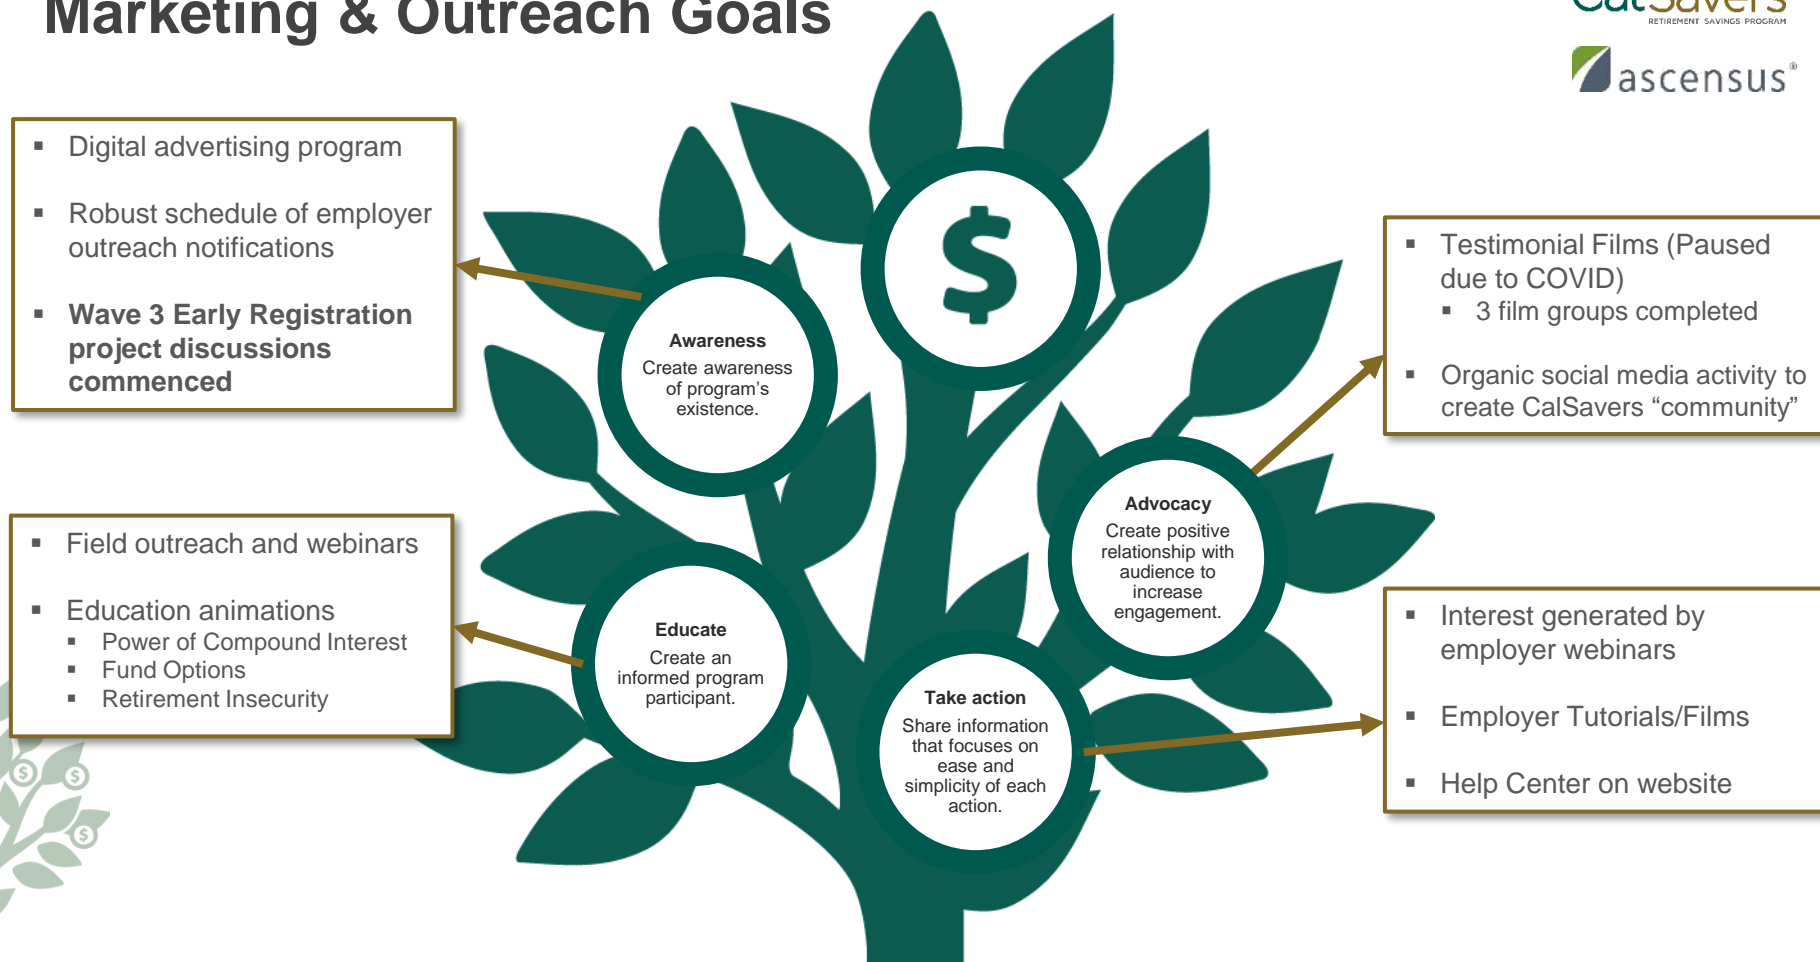 Marketing & Outreach Goals
CalSavers
RETIREMENT SAVINGS PROGRAM
ascensus®
▪ Digital advertising program
▪ Robust schedule of employer
outreach notifications
▪ Wave 3 Early Registration
project discussions
commenced
▪ Field outreach and webinars
▪ Education animations
▪ Power of Compound Interest
▪ Fund Options
▪ Retirement Insecurity
$
Awareness
Create awareness
of program's
existence.
Educate
Create an
informed program
participant.
Take action
Share information
that focuses on
ease and
simplicity of each
action.
Advocacy
Create positive
relationship with
audience to
increase
engagement.
▪ Testimonial Films (Paused
due to COVID)
▪ 3 film groups completed
▪ Organic social media activity to
create CalSavers “community”
▪ Interest generated by
employer webinars
▪ Employer Tutorials/Films
▪ Help Center on website
$
$
$